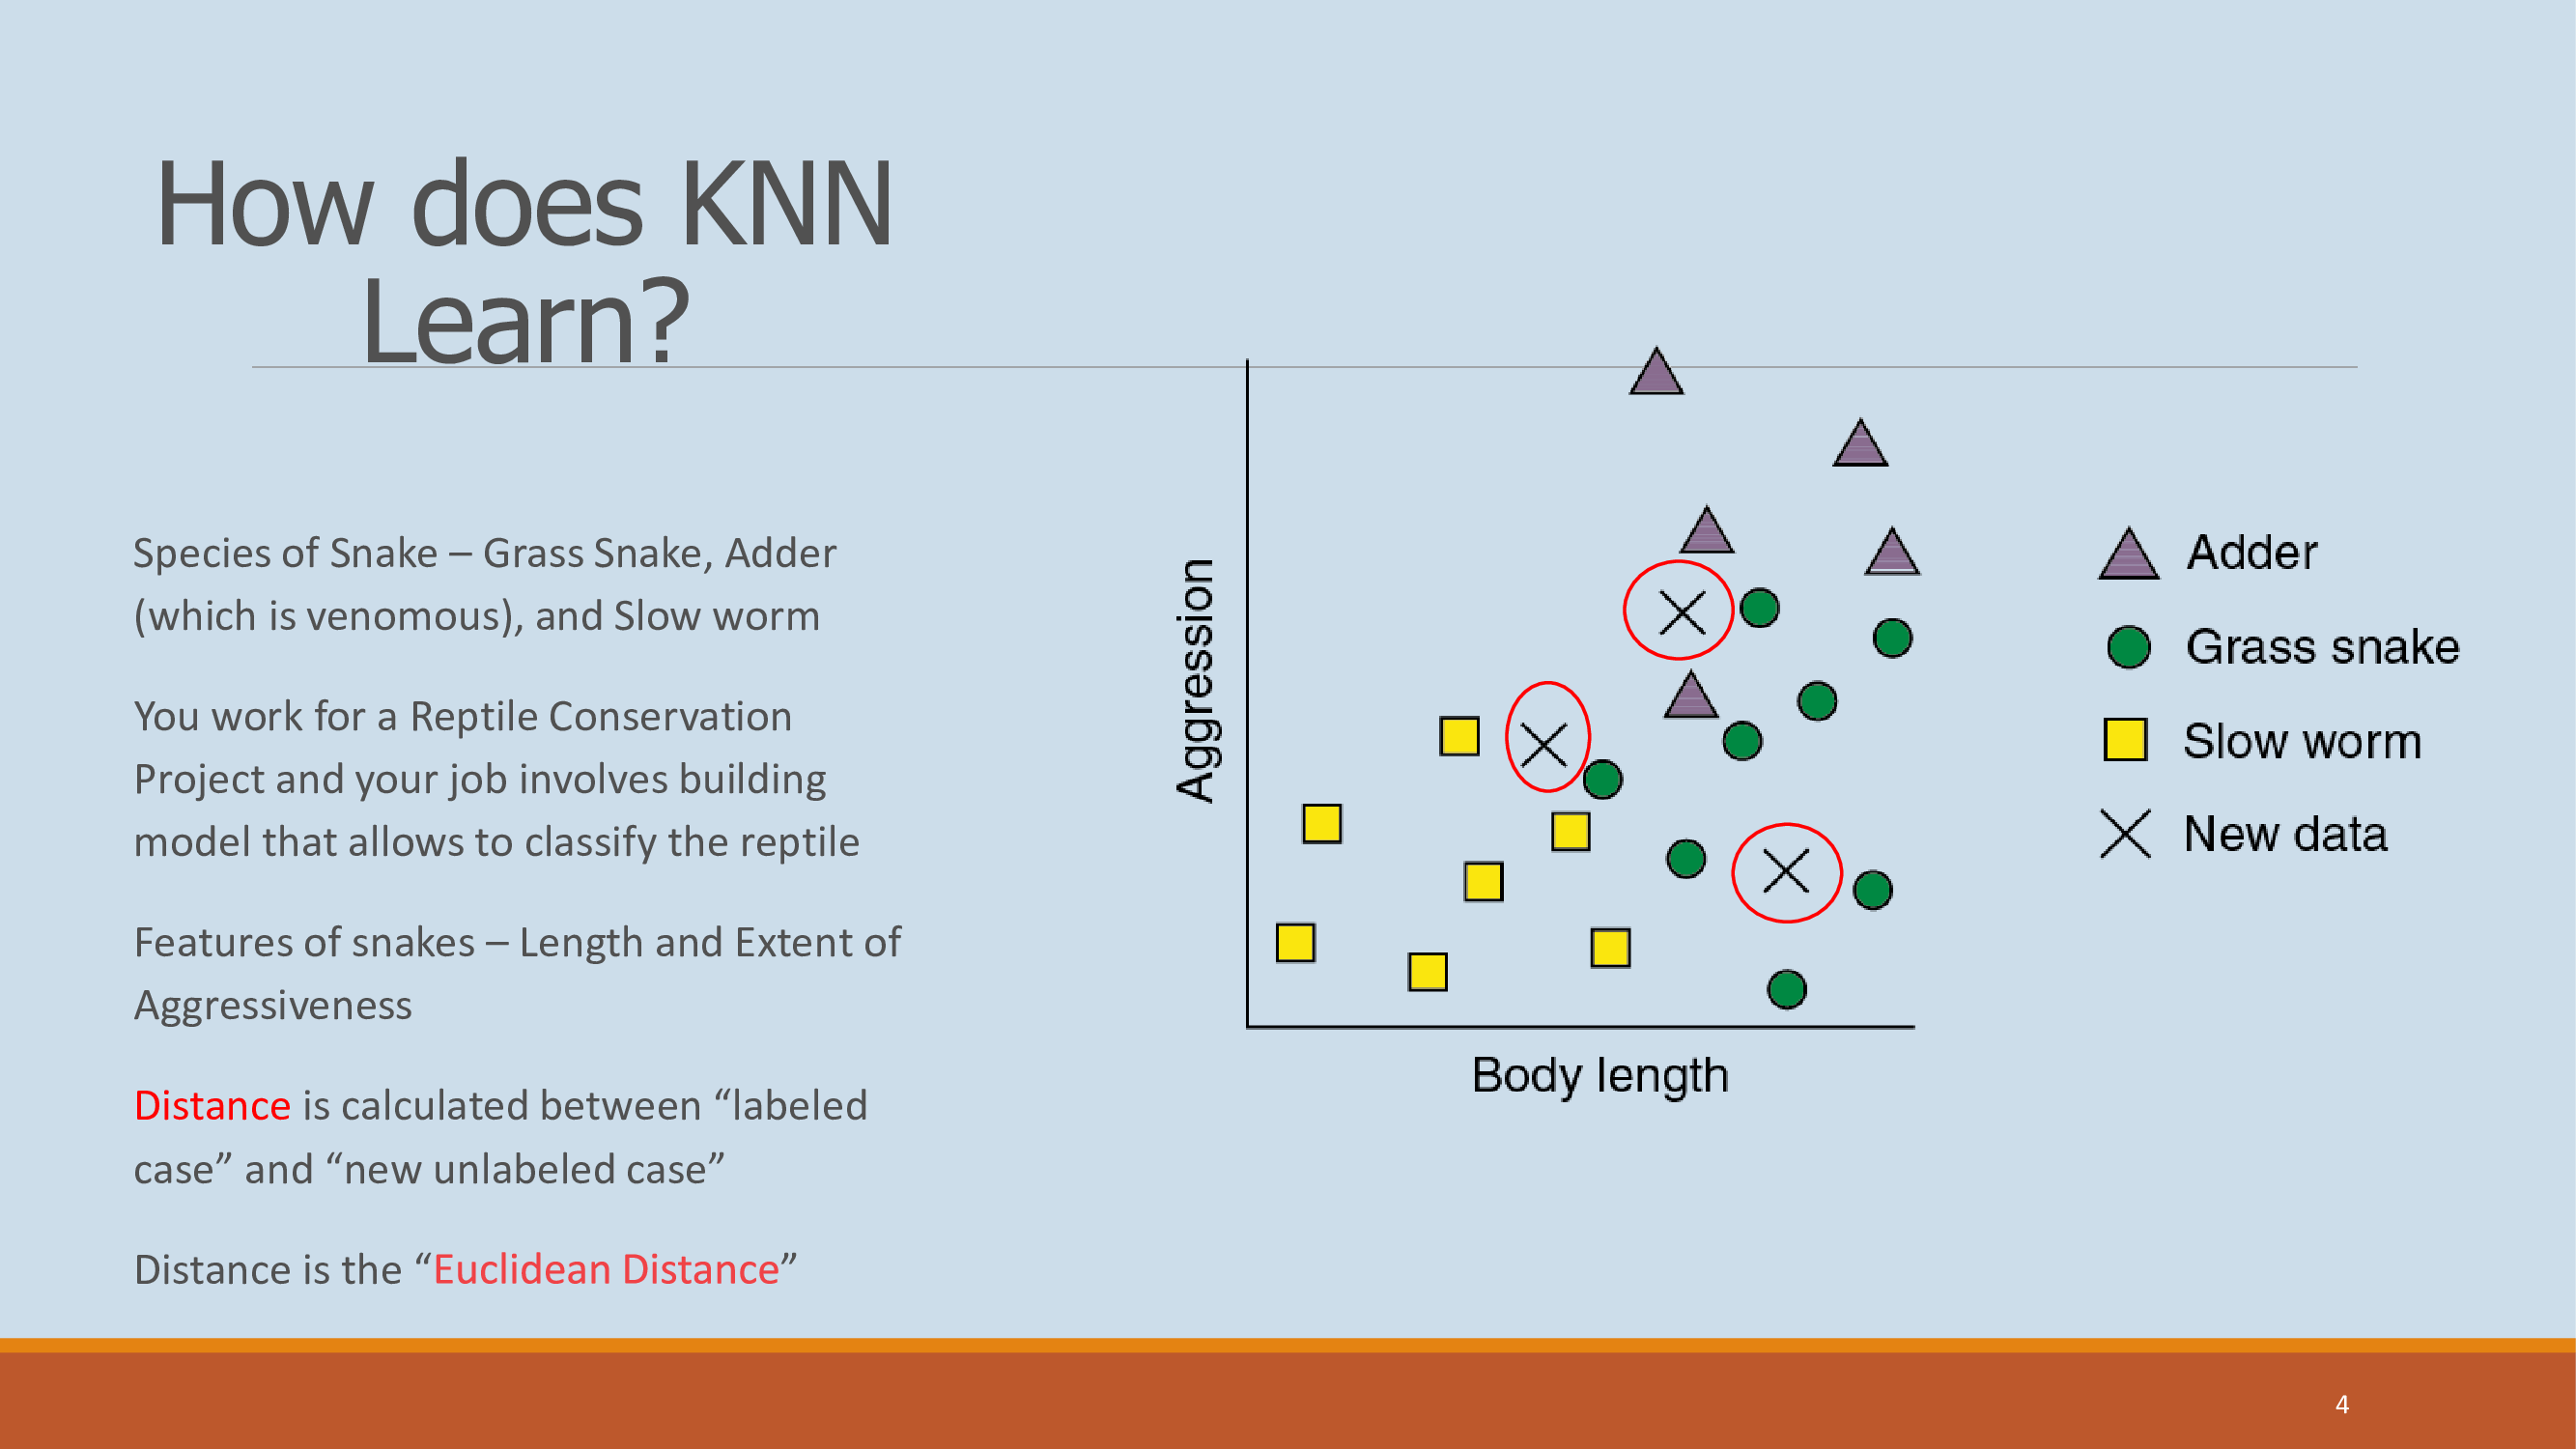 How does KNN
Learn?
Species of Snake – Grass Snake, Adder
(which is venomous), and Slow worm
You work for a Reptile Conservation
Project and your job involves building
model that allows to classify the reptile
Features of snakes – Length and Extent of
Aggressiveness
Distance is calculated between “labeled
case” and “new unlabeled case”
Distance is the “Euclidean Distance”
Aggression
Body length
Adder
Grass snake
Slow worm
New data
4